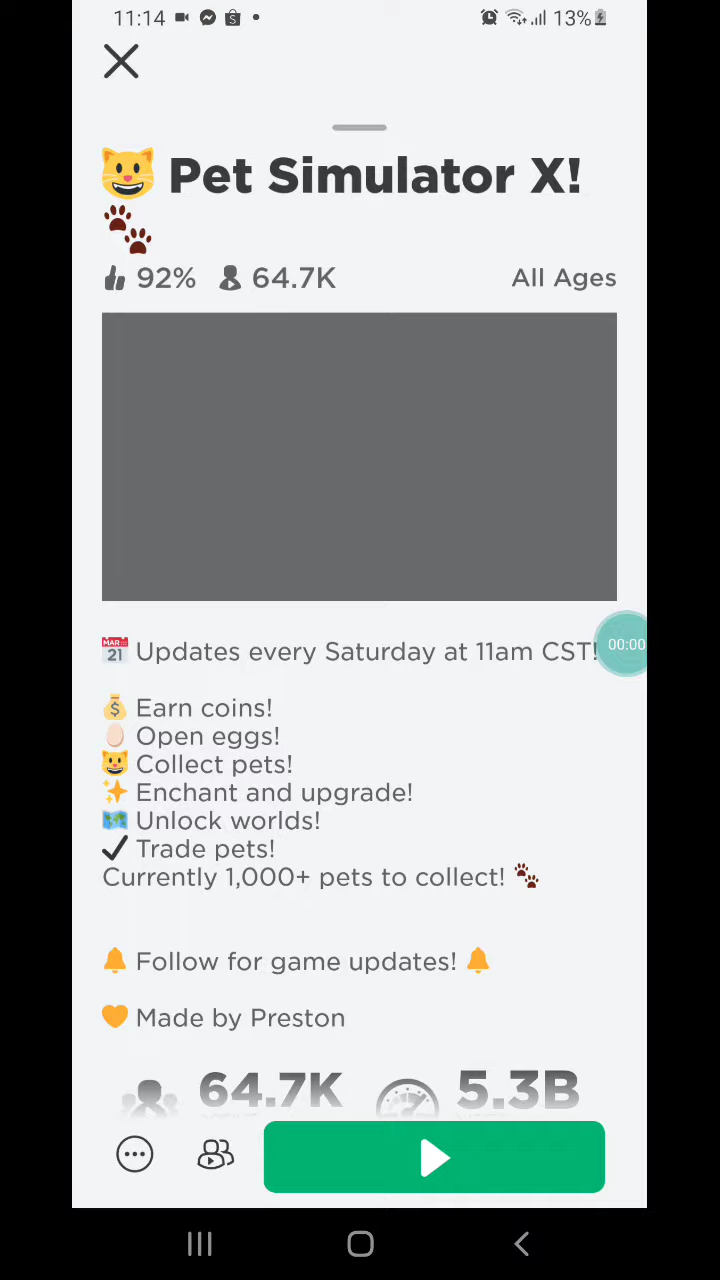 11:14
13%
Pet Simulator X!
92% 64.7K All Ages
MAR 21 Updates every Saturday at 11am CST!
00:00
Earn coins!
Open eggs!
Collect pets!
Enchant and upgrade!
Unlock worlds!
Trade pets!
Currently 1,000+ pets to collect!
Follow for game updates!
Made by Preston
64.7K 5.3B